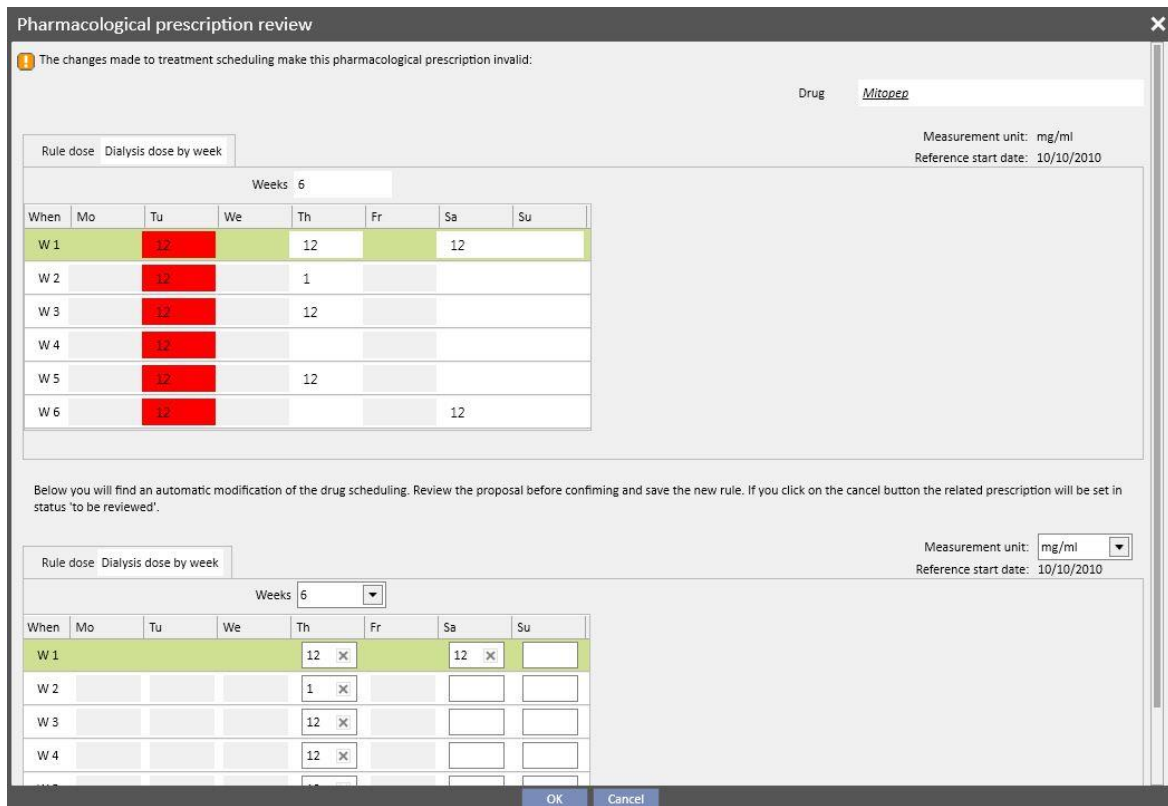 Pharmacological prescription review
The changes made to treatment scheduling make this pharmacological prescription invalid:
Drug Mitopep
Measurement unit: mg/ml
Rule dose Dialysis dose by week
Reference start date: 10/10/2010
Weeks 6
When Mo Tu We Th Fr Sa Su
W 1 12 12 12
W 2 12 1
W 3 12 12
W 4 12
W 5 12 12
W 6 12 12
Below you will find an automatic modification of the drug scheduling. Review the proposal before confiming and save the new rule. If you click on the cancel button the related prescription will be set in
status 'to be reviewed'.
Measurement unit: mg/ml
Rule dose Dialysis dose by week
Reference start date: 10/10/2010
Weeks 6
When Mo Tu We Th Fr Sa Su
W 1 12 12
W 2 1
W 3 12
W 4 12
OK Cancel